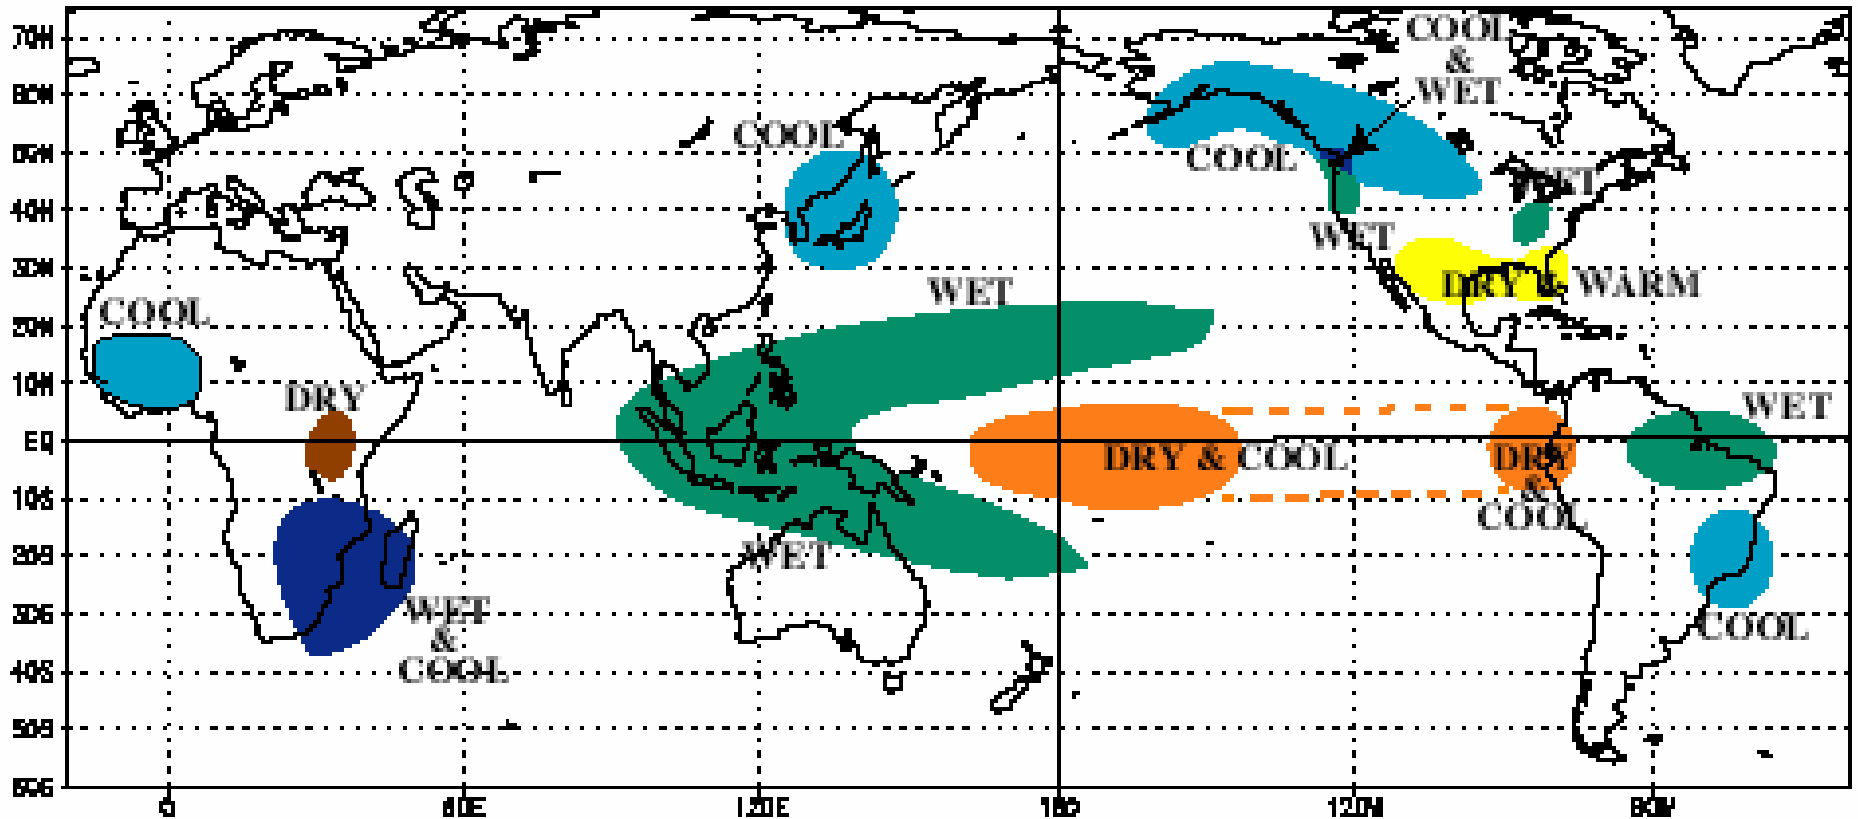 COOL
&
WET
70N
60N
COOL
50N
COOL
WET
40N
WET
30N
WET
DRY & WARM
COOL
20N
10N
DRY
WET
EQ
DRY & COOL
DRY
&
COOL
10S
20S
WET
30S
WET
&
COOL
COOL
40S
50S
60S
0
60E
120E
180
120W
60W